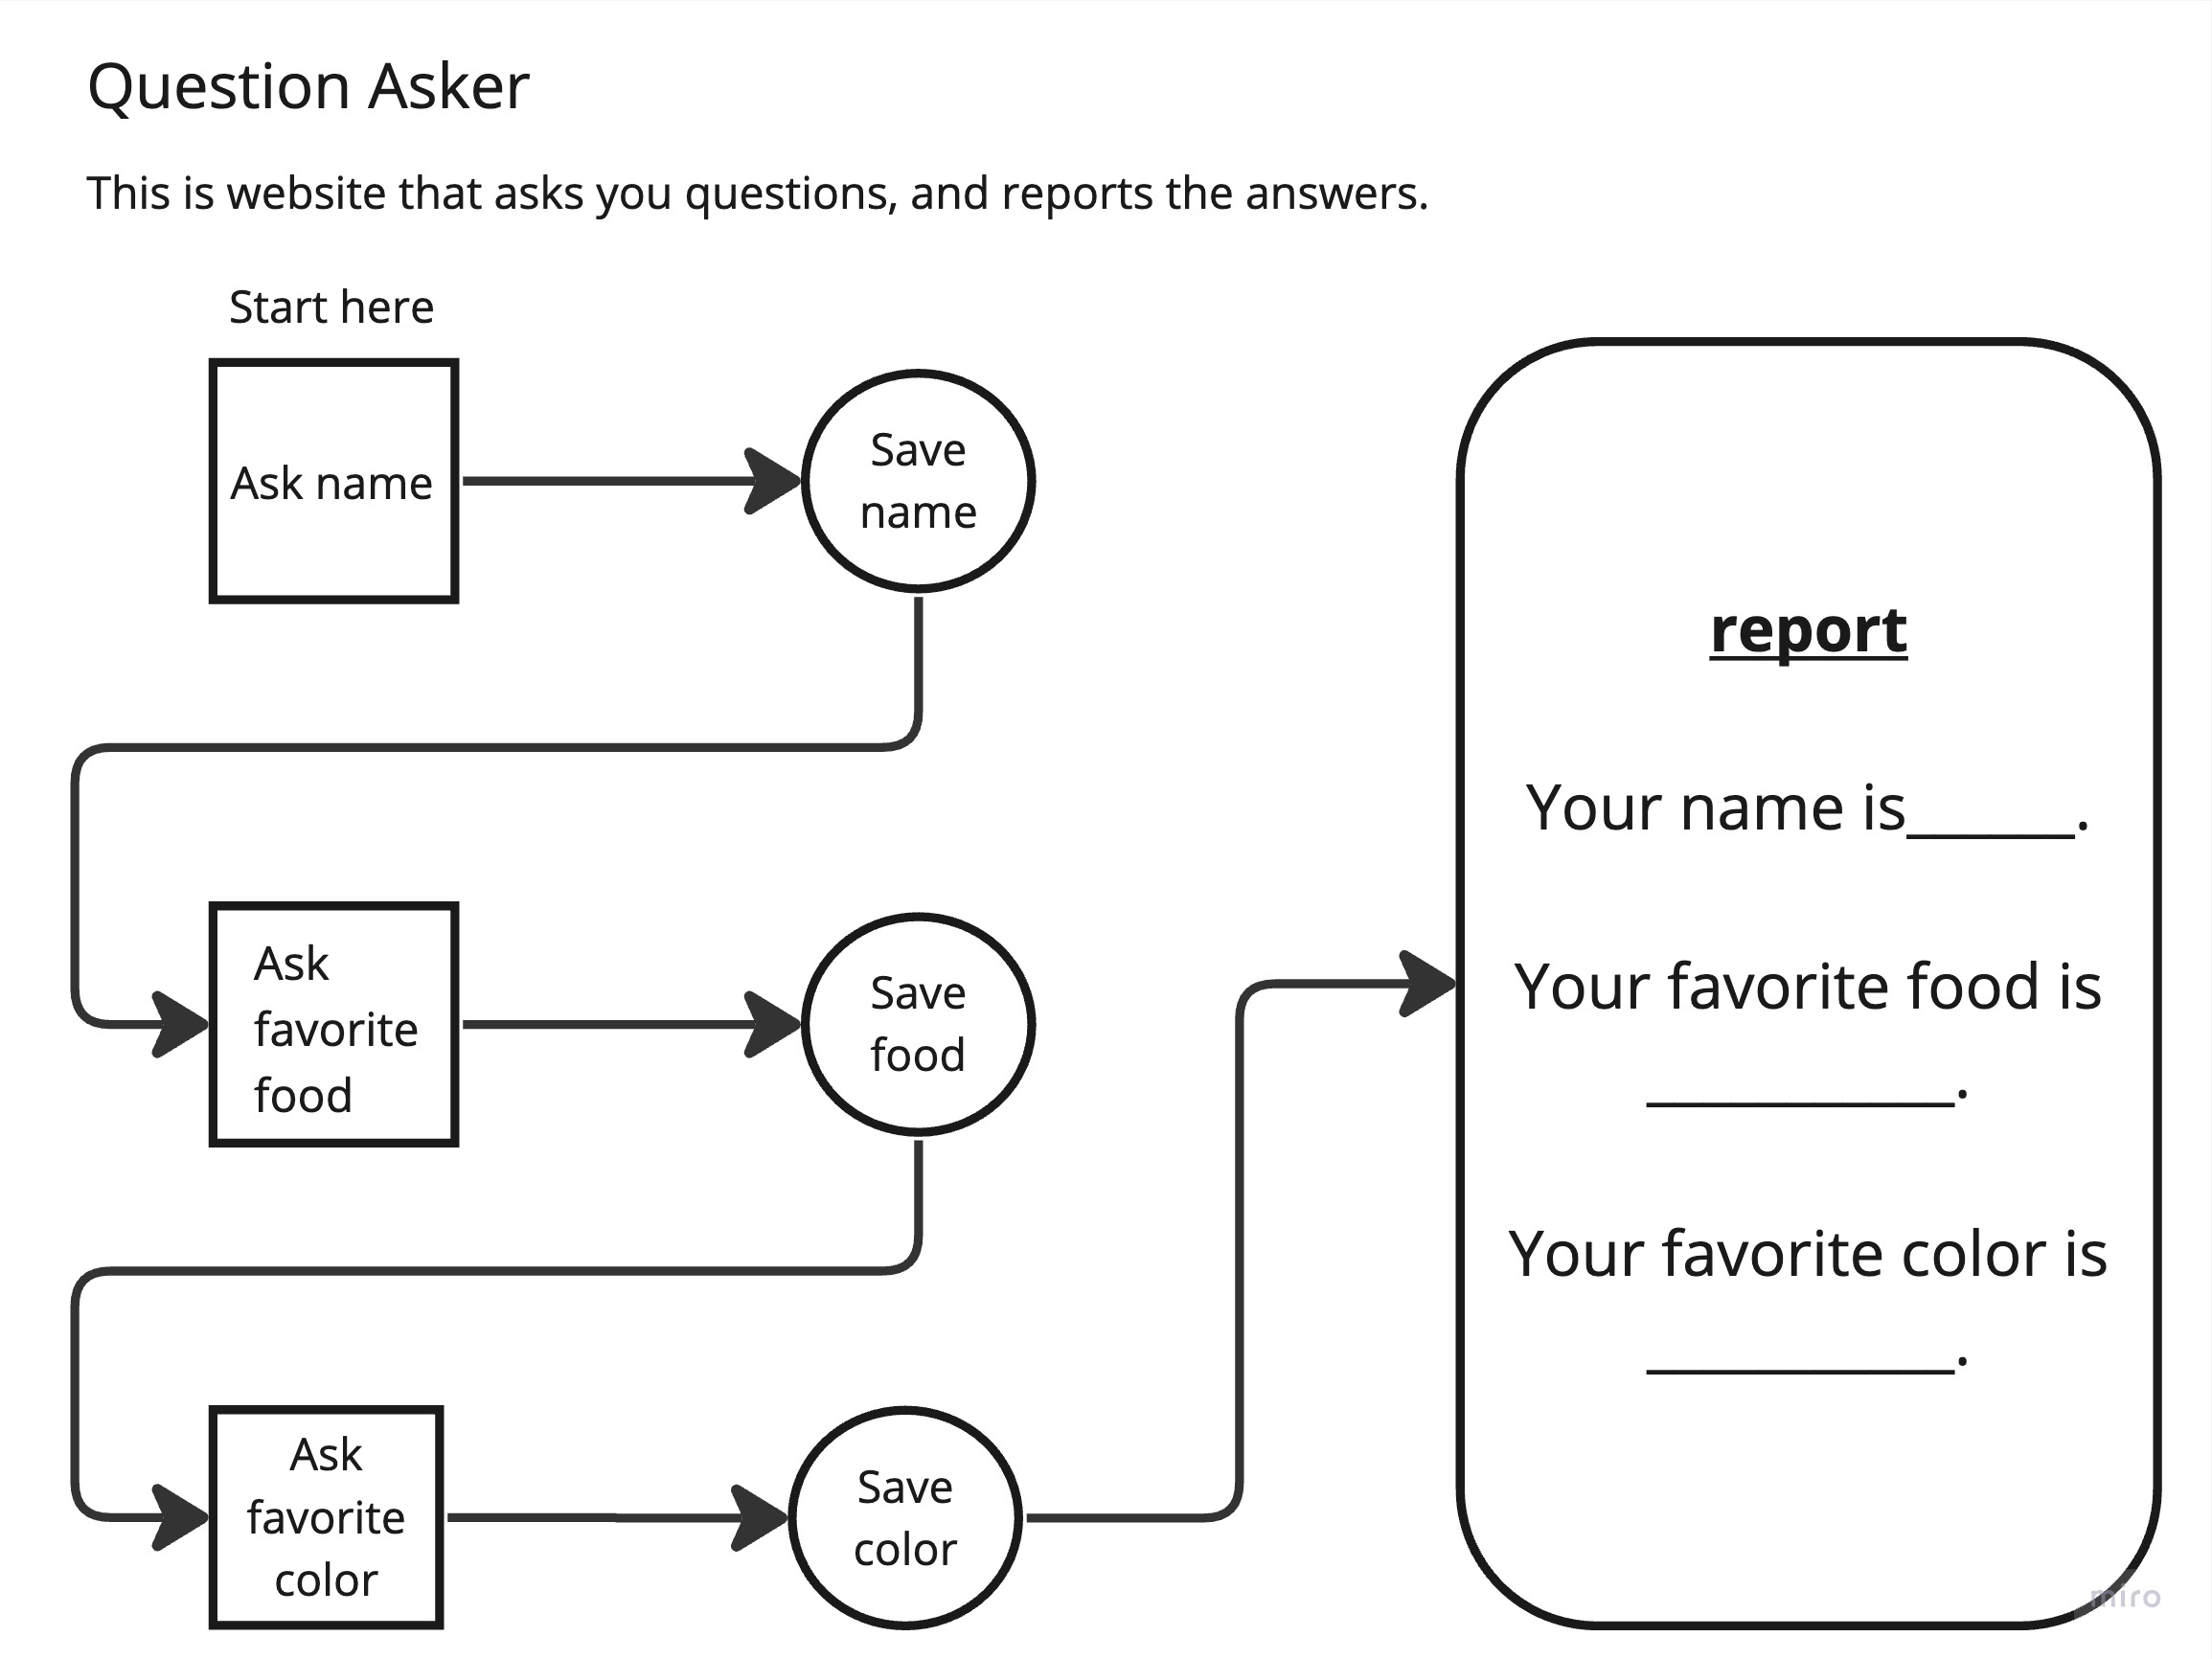 Question Asker
This is website that asks you questions, and reports the answers.
Start here
Ask name
Save
name
Ask
favorite
food
Save
food
Ask
favorite
color
Save
color
report
Your name is______.
Your favorite food is
___________.
Your favorite color is
___________.
miro